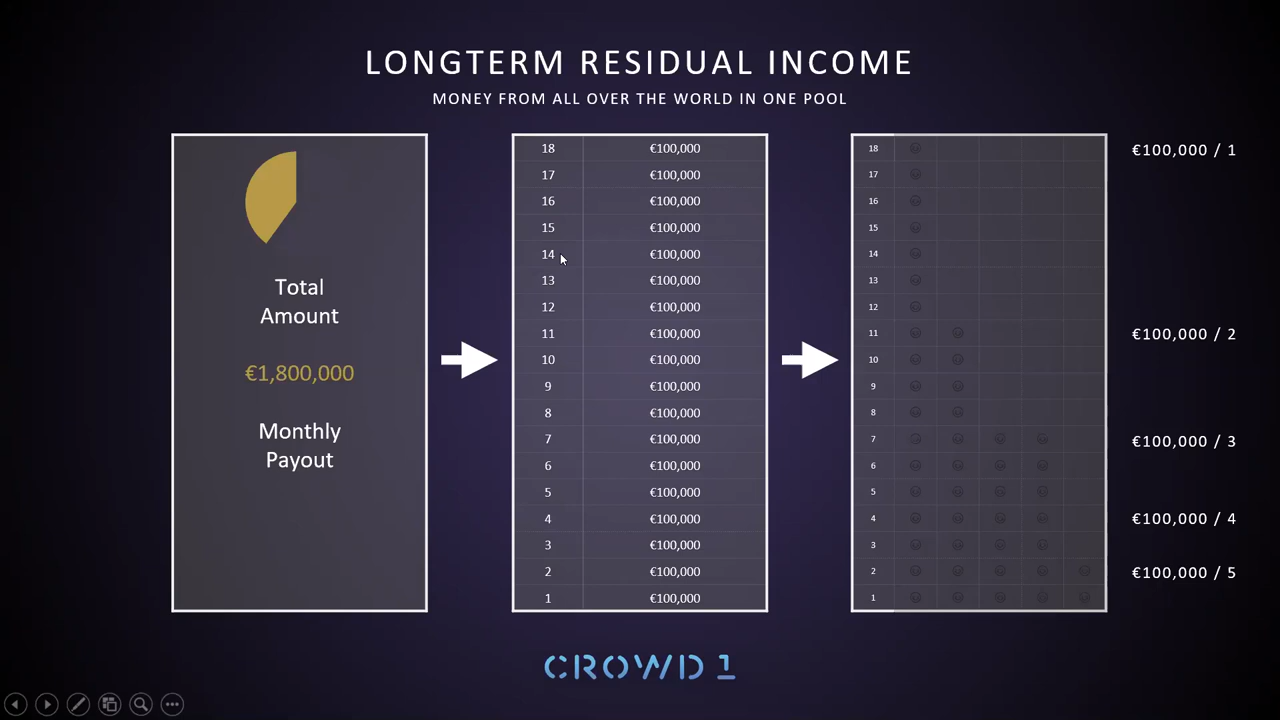 LONGTERM RESIDUAL INCOME
MONEY FROM ALL OVER THE WORLD IN ONE POOL
Total
Amount
€1,800,000
Monthly
Payout
18 €100,000
17 €100,000
16 €100,000
15 €100,000
14 €100,000
13 €100,000
12 €100,000
11 €100,000
10 €100,000
9 €100,000
8 €100,000
7 €100,000
6 €100,000
5 €100,000
4 €100,000
3 €100,000
2 €100,000
1 €100,000
18 €100,000 / 1
17
16
15
14
13
12
11 €100,000 / 2
10
9
8
7 €100,000 / 3
6
5
4 €100,000 / 4
3
2 €100,000 / 5
1
CROWD 1